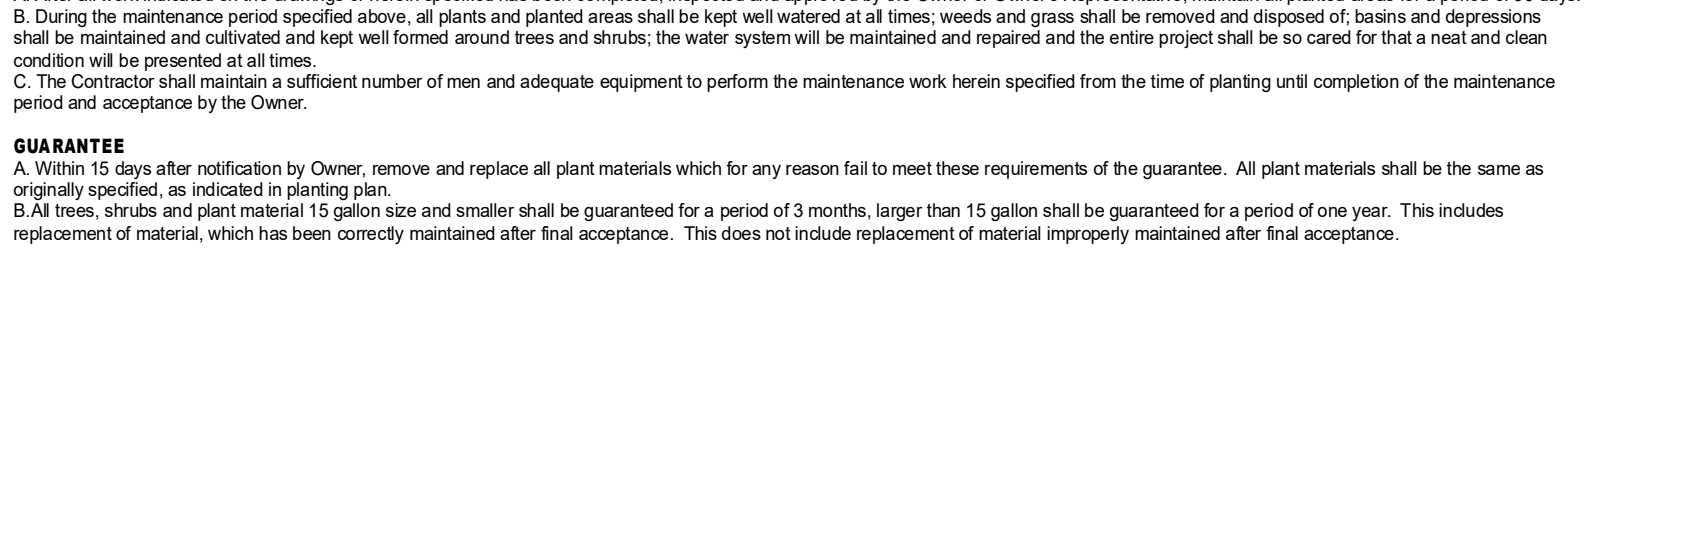 B. During the maintenance period specified above, all plants and planted areas shall be kept well watered at all times; weeds and grass shall be removed and disposed of; basins and depressions
shall be maintained and cultivated and kept well formed around trees and shrubs; the water system will be maintained and repaired and the entire project shall be so cared for that a neat and clean
condition will be presented at all times.
C. The Contractor shall maintain a sufficient number of men and adequate equipment to perform the maintenance work herein specified from the time of planting until completion of the maintenance
period and acceptance by the Owner.
GUARANTEE
A. Within 15 days after notification by Owner, remove and replace all plant materials which for any reason fail to meet these requirements of the guarantee.  All plant materials shall be the same as
originally specified, as indicated in planting plan.
B.All trees, shrubs and plant material 15 gallon size and smaller shall be guaranteed for a period of 3 months, larger than 15 gallon shall be guaranteed for a period of one year.  This includes
replacement of material, which has been correctly maintained after final acceptance.  This does not include replacement of material improperly maintained after final acceptance.